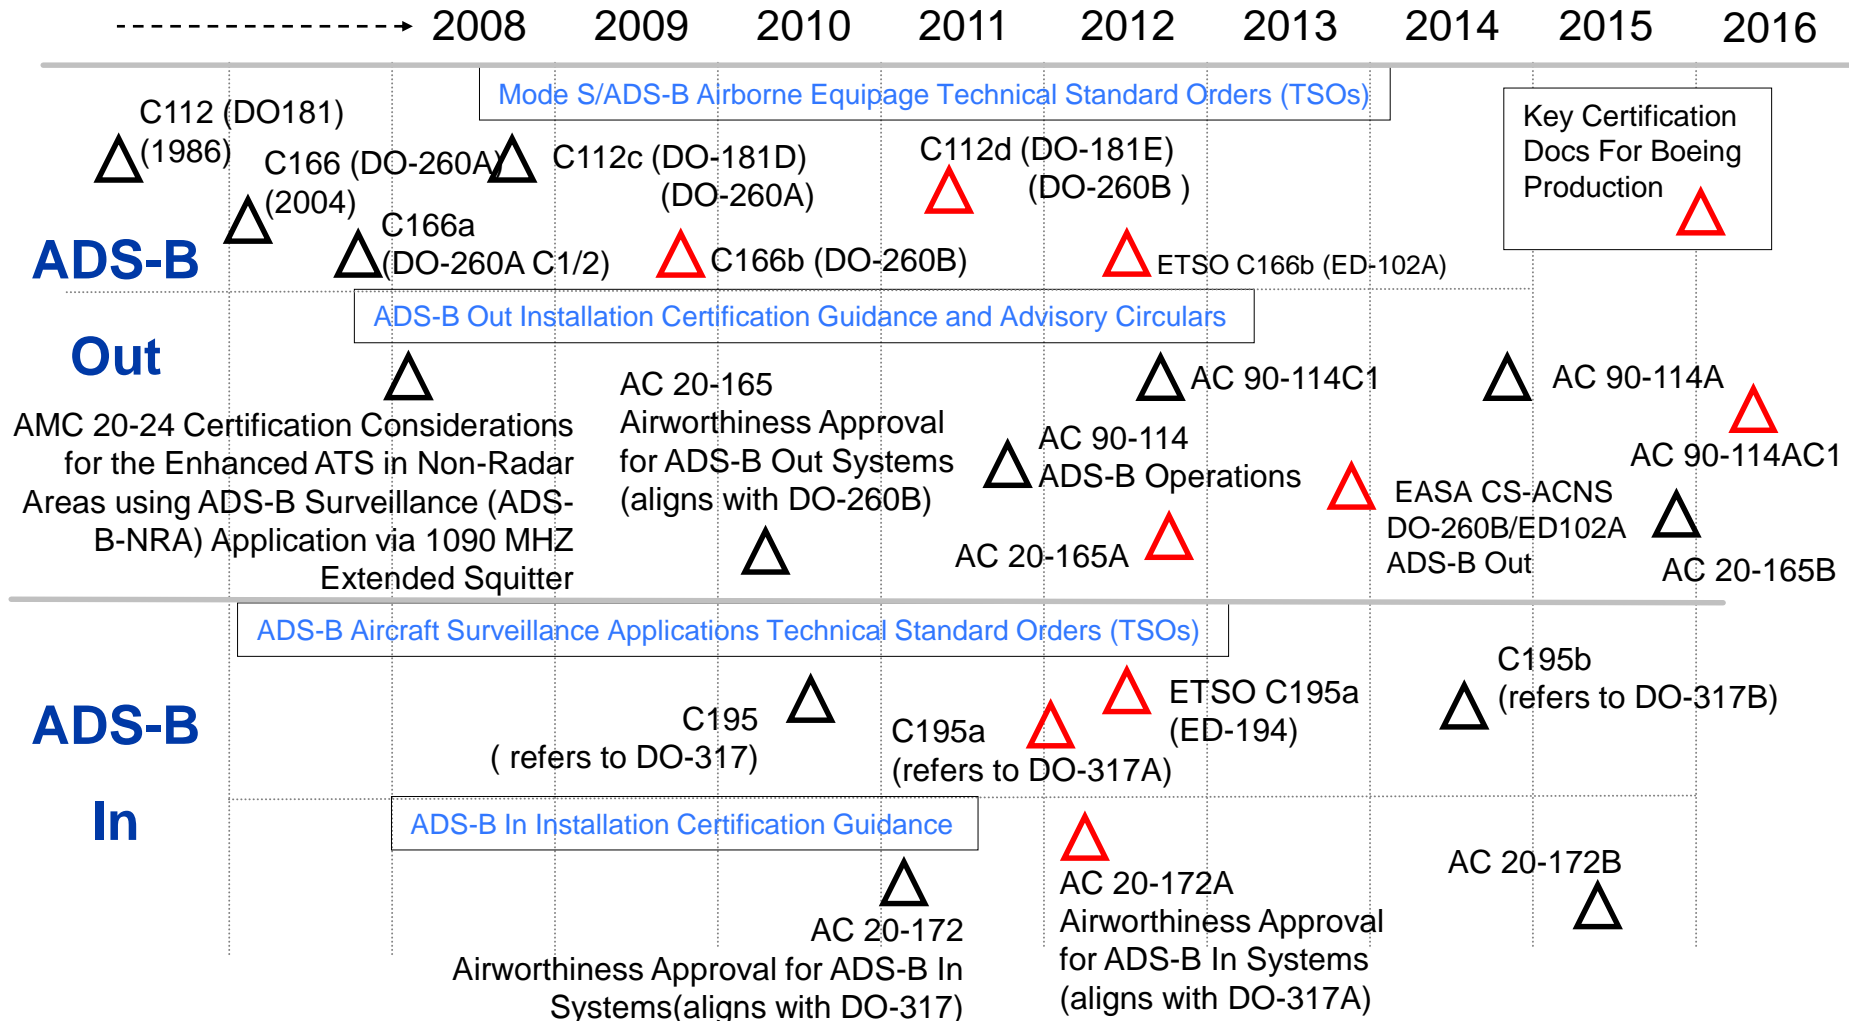 2008 2009 2010 2011 2012 2013 2014 2015 2016
Mode S/ADS-B Airborne Equipage Technical Standard Orders (TSOs)
Key Certification
Docs For Boeing
Production
C112 (DO181)
(1986)
C166 (DO-260A)
(2004)
C166a
(DO-260A C1/2)
C112c (DO-181D)
(DO-260A)
C166b (DO-260B)
C112d (DO-181E)
(DO-260B )
ETSO C166b (ED-102A)
ADS-B
Out
ADS-B Out Installation Certification Guidance and Advisory Circulars
AMC 20-24 Certification Considerations
for the Enhanced ATS in Non-Radar
Areas using ADS-B Surveillance (ADS-
B-NRA) Application via 1090 MHZ
Extended Squitter
AC 20-165
Airworthiness Approval
for ADS-B Out Systems
(aligns with DO-260B)
AC 90-114C1
AC 90-114
ADS-B Operations
AC 20-165A
AC 90-114A
AC 90-114AC1
EASA CS-ACNS
DO-260B/ED102A
ADS-B Out
AC 20-165B
ADS-B Aircraft Surveillance Applications Technical Standard Orders (TSOs)
ADS-B
In
C195
( refers to DO-317)
C195a
(refers to DO-317A)
ETSO C195a
(ED-194)
C195b
(refers to DO-317B)
ADS-B In Installation Certification Guidance
AC 20-172
Airworthiness Approval for ADS-B In
Systems(aligns with DO-317)
AC 20-172A
Airworthiness Approval
for ADS-B In Systems
(aligns with DO-317A)
AC 20-172B